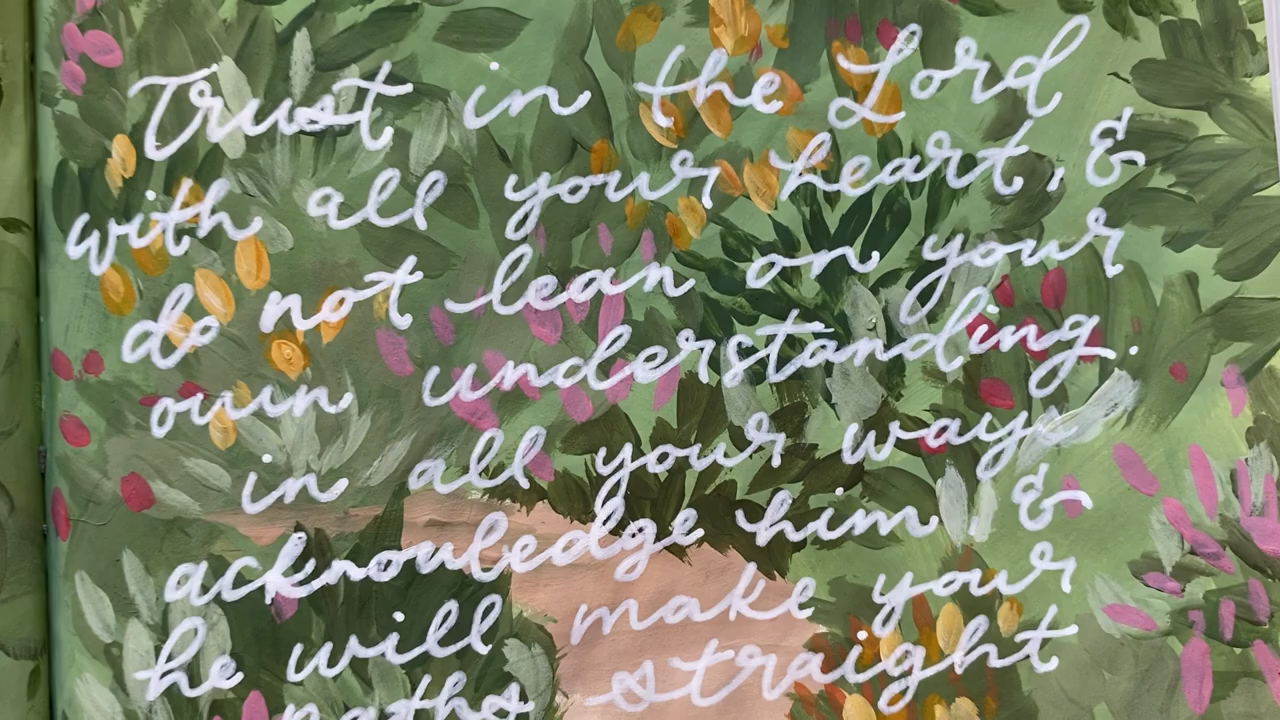 Trust in the Lord
with all your heart, &
do not lean on your
own understanding.
in all your ways
acknowledge him &
he will make your
paths straight